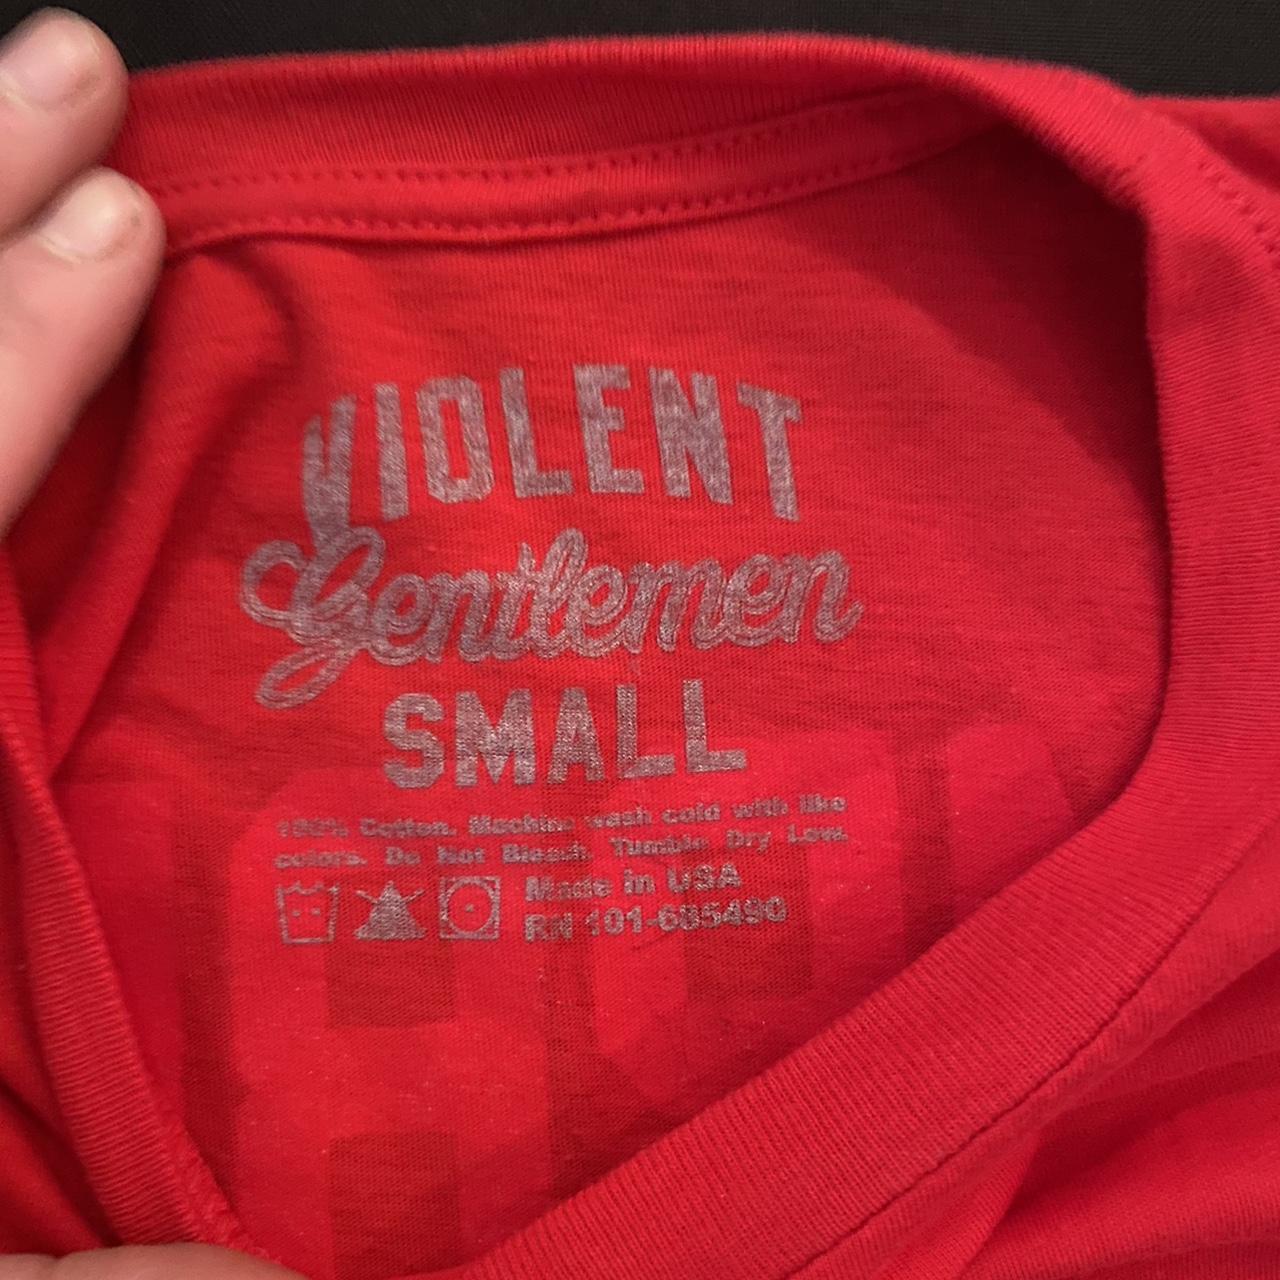 VIOLENT
Gentlemen
SMALL
100% Cotton. Machine wash cold with like
colors. Do Not Bleach. Tumble Dry Low.
Made in USA
RN 101-685490